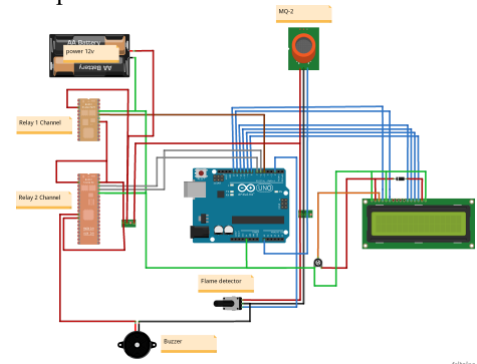 MQ-2
AA Battery
power 12v
AA Battery
Relay 1 Channel
Relay 2 Channel
UNO
Flame detector
Buzzer